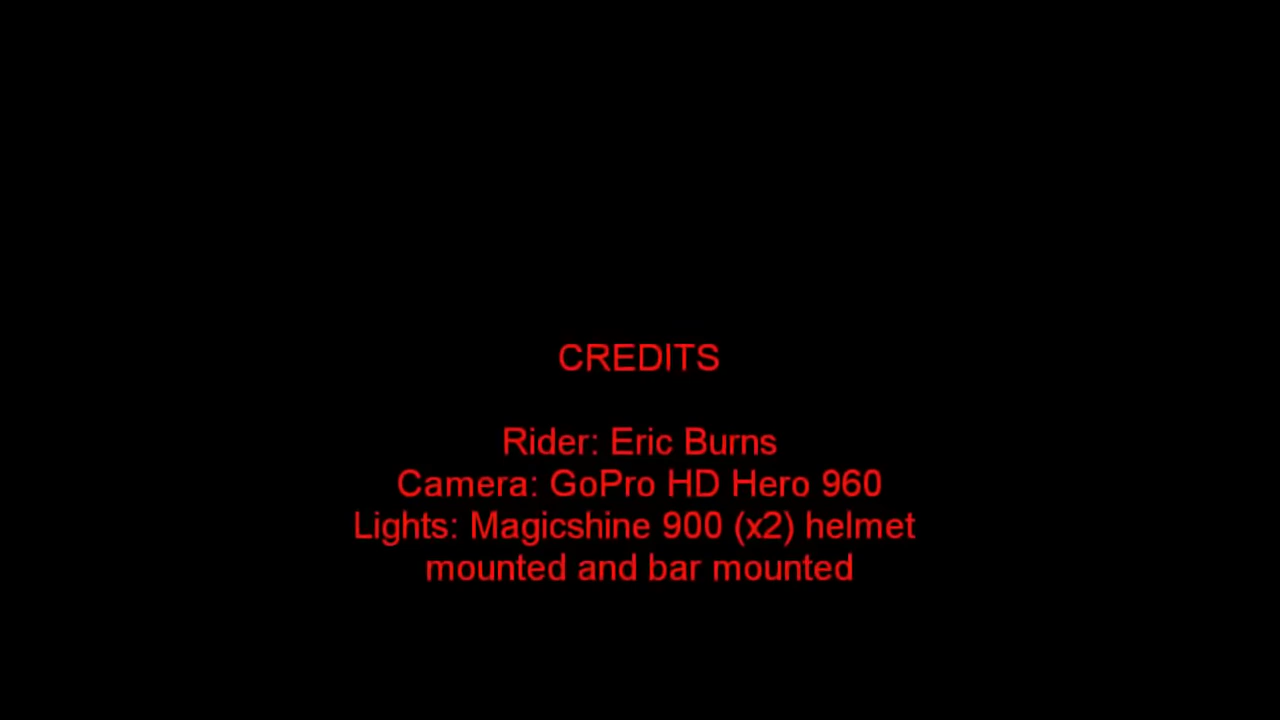 CREDITS
Rider: Eric Burns
Camera: GoPro HD Hero 960
Lights: Magicshine 900 (x2) helmet
mounted and bar mounted